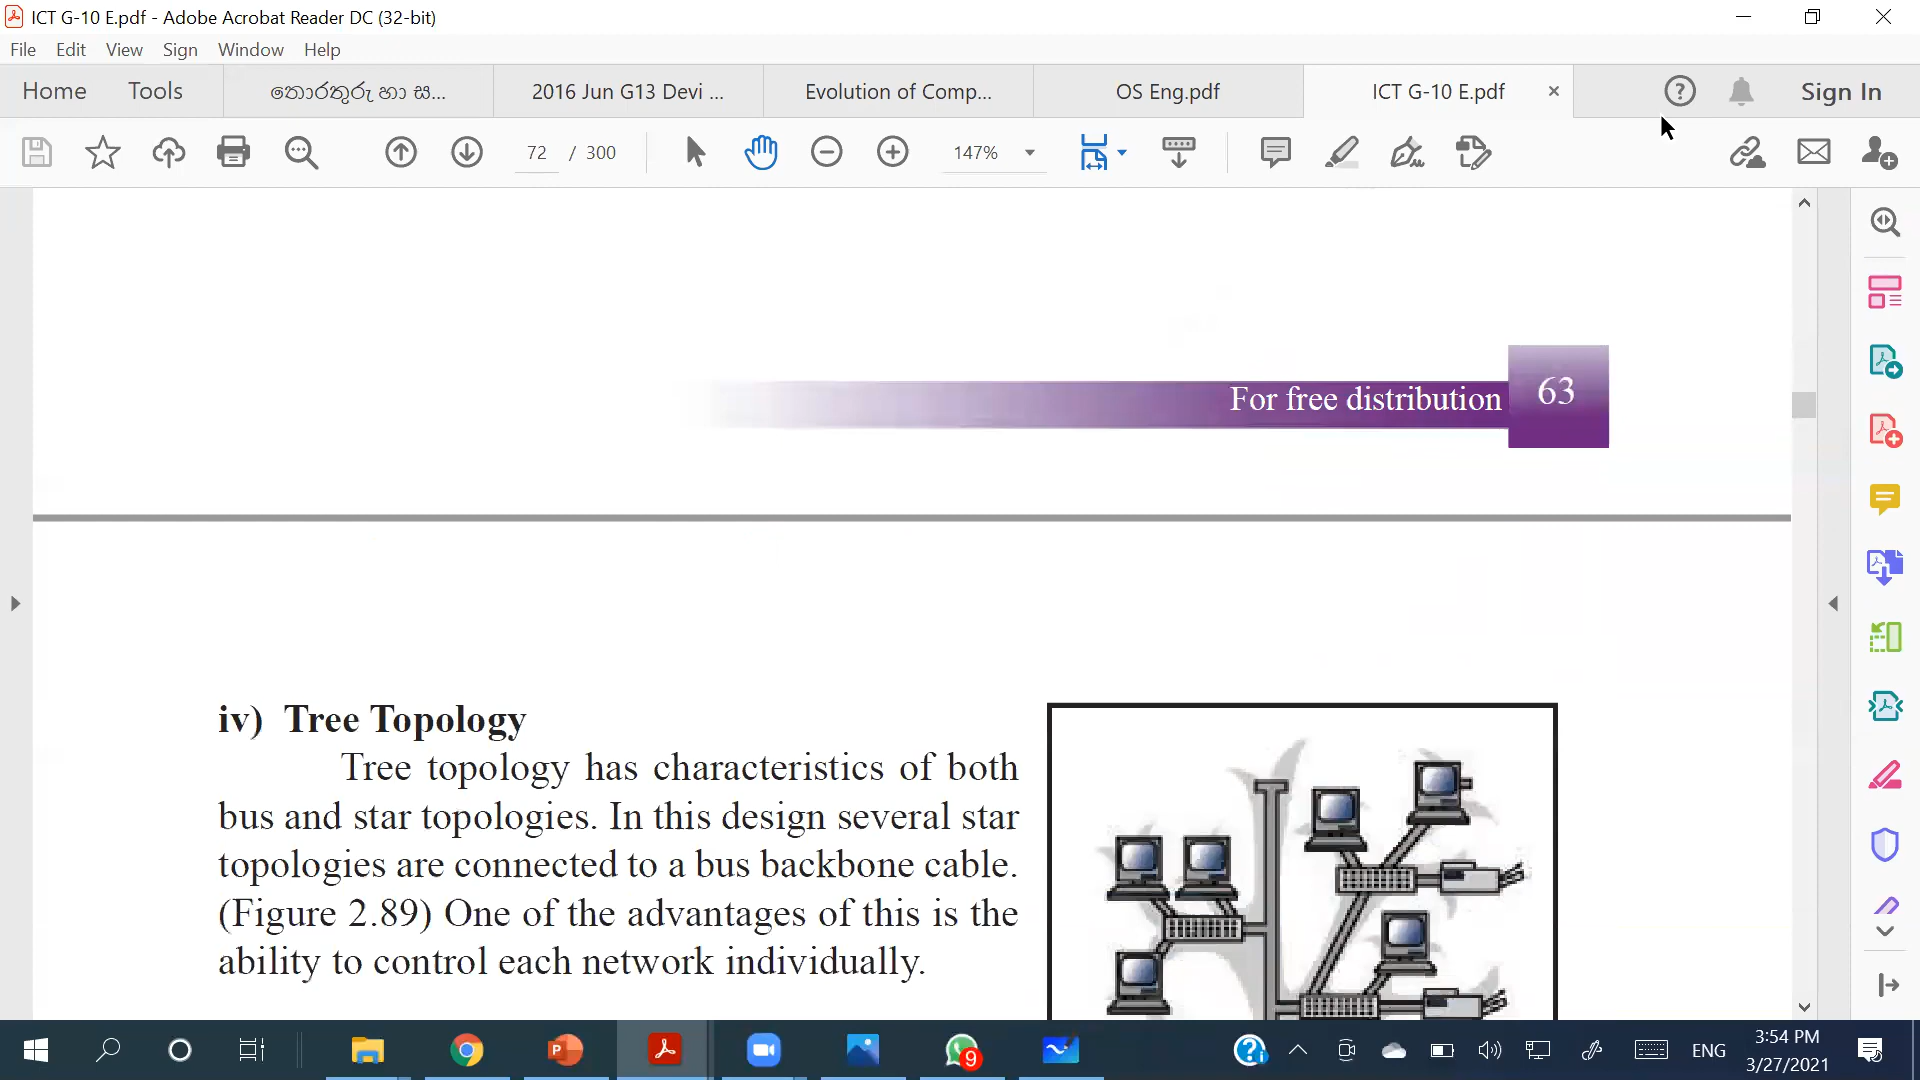 ICT G-10 E.pdf - Adobe Acrobat Reader DC (32-bit)
File Edit View Sign Window Help
Home Tools තොරතුරු හා ස... 2016 Jun G13 Devi ... Evolution of Comp... OS Eng.pdf ICT G-10 E.pdf × Sign In
72 / 300 147%
For free distribution 63
iv) Tree Topology
Tree topology has characteristics of both
bus and star topologies. In this design several star
topologies are connected to a bus backbone cable.
(Figure 2.89) One of the advantages of this is the
ability to control each network individually.
9
ENG
3:54 PM
3/27/2021